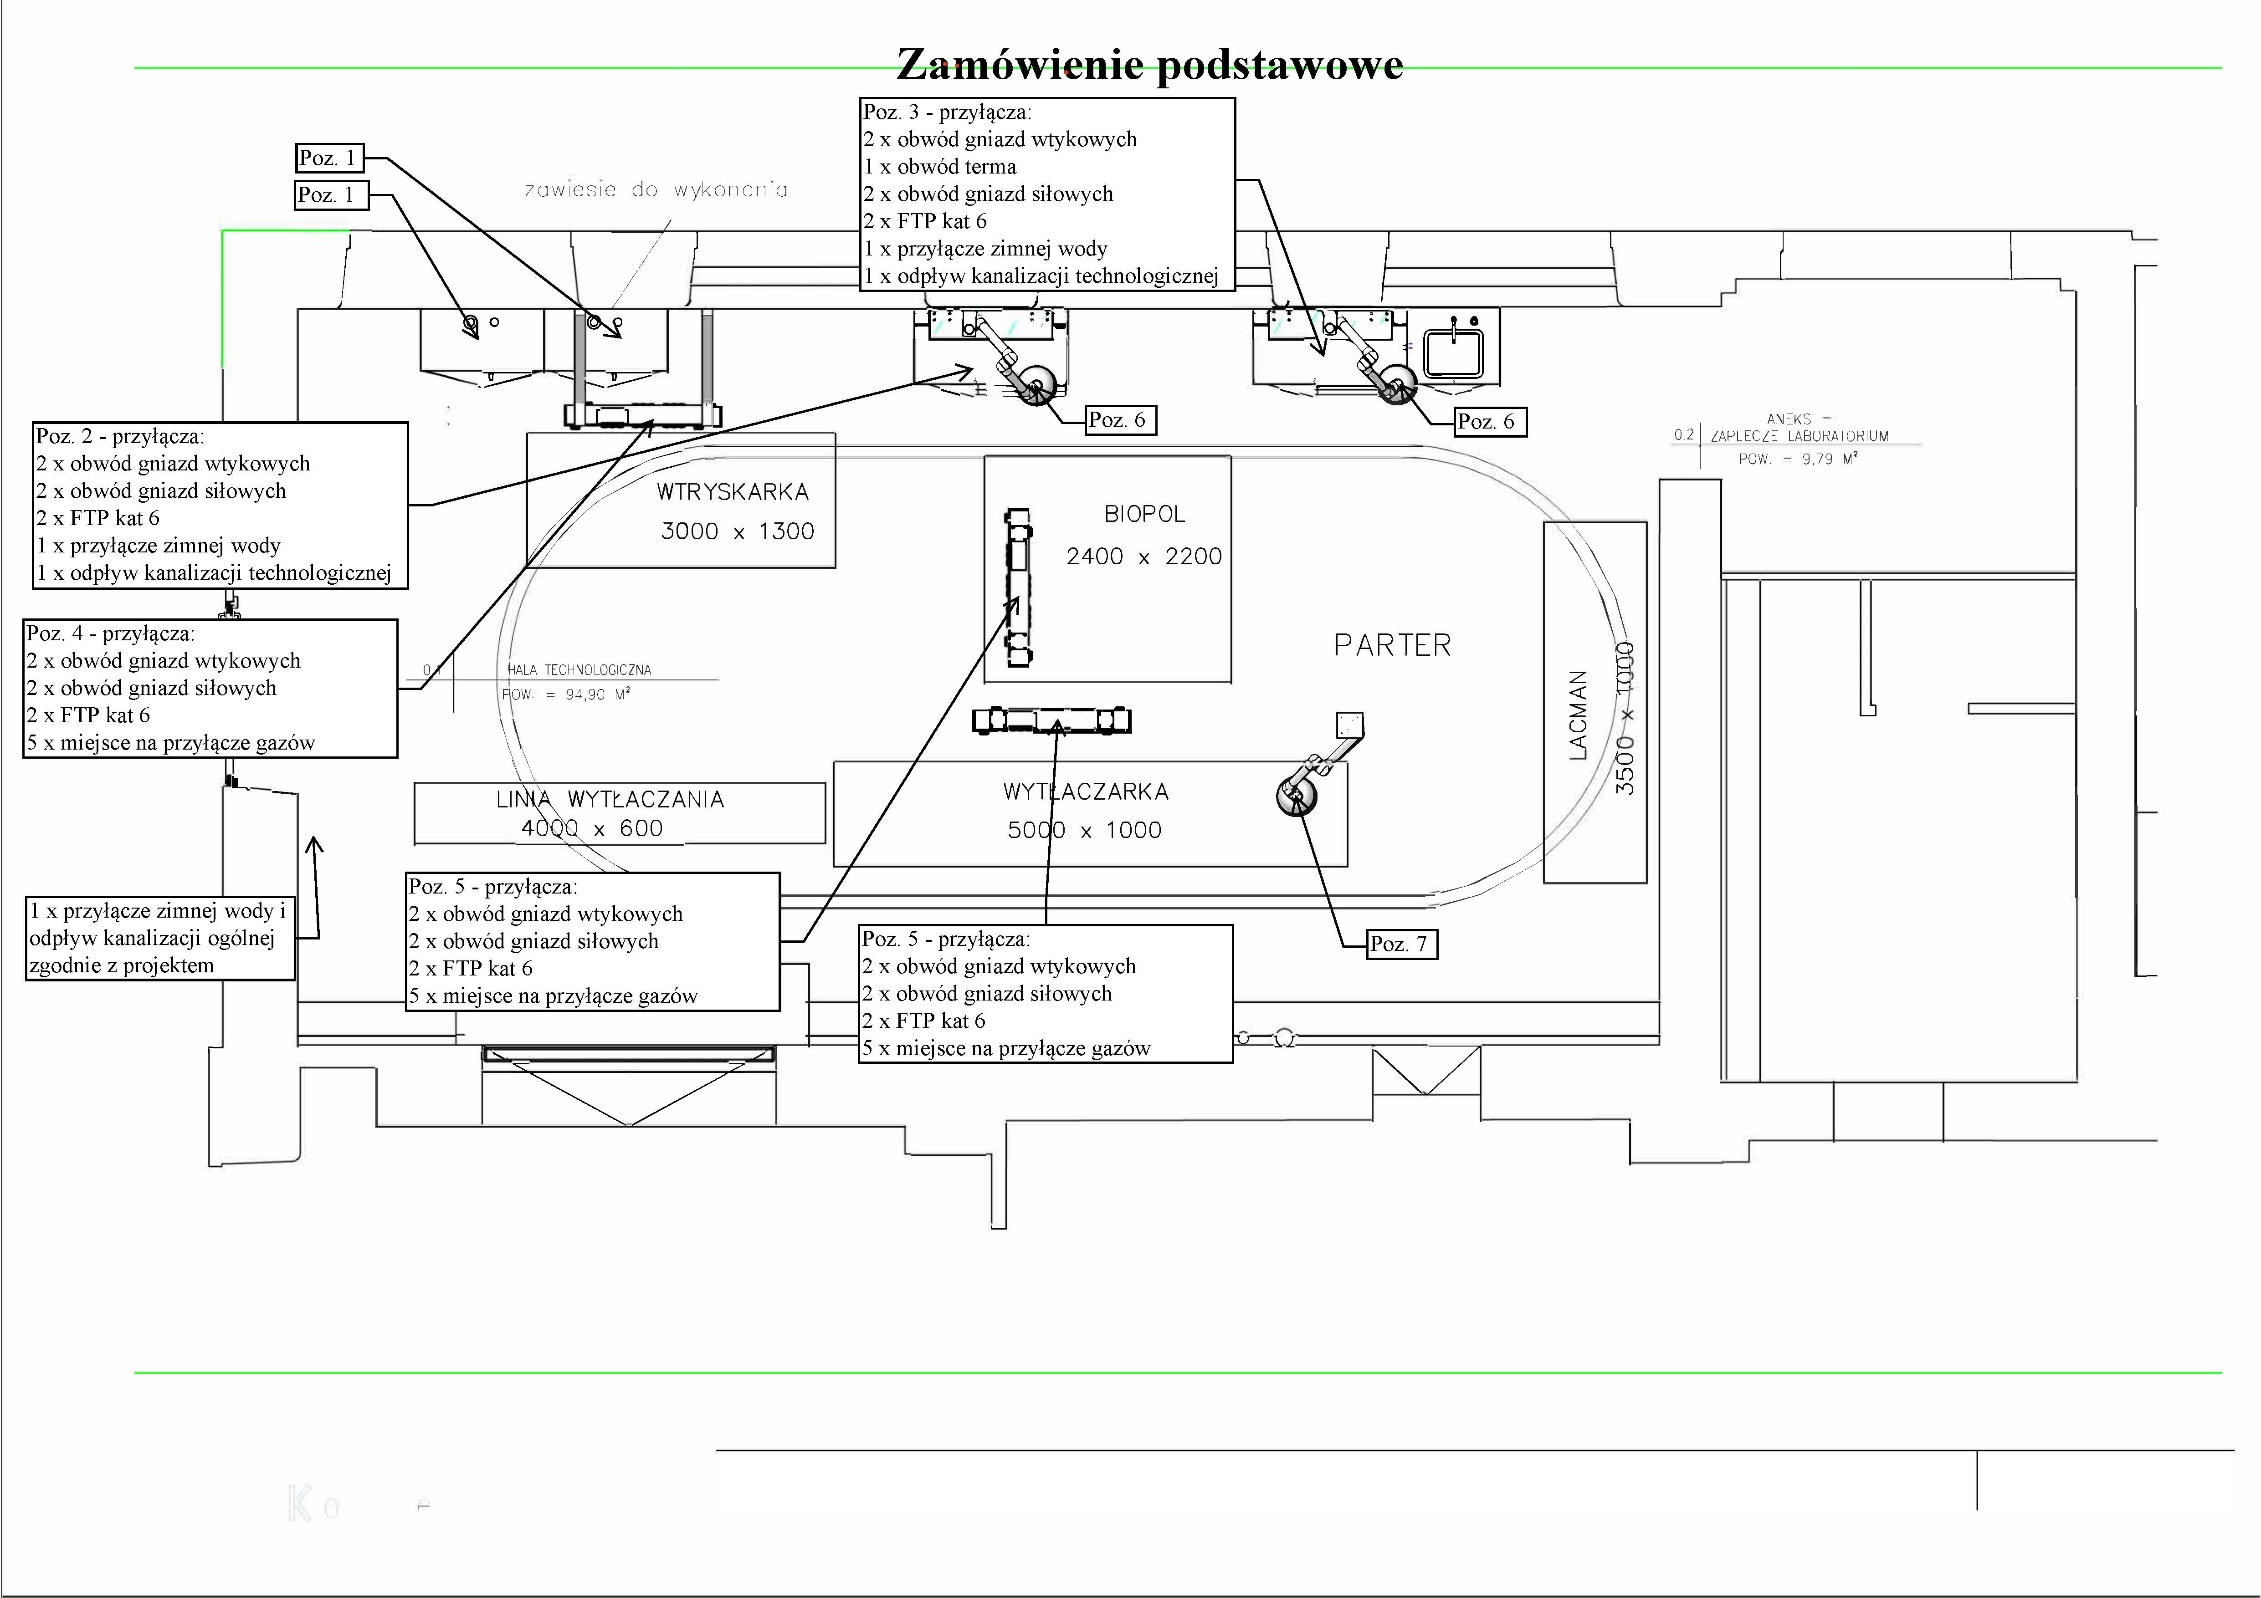 Zamówienie podstawowe
Poz. 3 - przyłącza:
2 x obwód gniazd wtykowych
1 x obwód terma
2 x obwód gniazd siłowych
2 x FTP kat 6
1 x przyłącze zimnej wody
1 x odpływ kanalizacji technologicznej
Poz. 1
Poz. 1
zawiesie do wykonania
Poz. 6
Poz. 6
ANEKS –
0.2 ZAPLECZE LABORATORIUM
POW. = 9,79 M²
Poz. 2 - przyłącza:
2 x obwód gniazd wtykowych
2 x obwód gniazd siłowych
2 x FTP kat 6
1 x przyłącze zimnej wody
1 x odpływ kanalizacji technologicznej
WTRYSKARKA
3000 x 1300
BIOPOL
2400 x 2200
Poz. 4 - przyłącza:
2 x obwód gniazd wtykowych
2 x obwód gniazd siłowych
2 x FTP kat 6
5 x miejsce na przyłącze gazów
HALA TECHNOLOGICZNA
POW. = 94,90 M²
PARTER
LACMAN
3500 x 1000
LINIA WYTŁACZANIA
4000 x 600
WYTŁACZARKA
5000 x 1000
1 x przyłącze zimnej wody i
odpływ kanalizacji ogólnej
zgodnie z projektem
Poz. 5 - przyłącza:
2 x obwód gniazd wtykowych
2 x obwód gniazd siłowych
2 x FTP kat 6
5 x miejsce na przyłącze gazów
Poz. 5 - przyłącza:
2 x obwód gniazd wtykowych
2 x obwód gniazd siłowych
2 x FTP kat 6
5 x miejsce na przyłącze gazów
Poz. 7